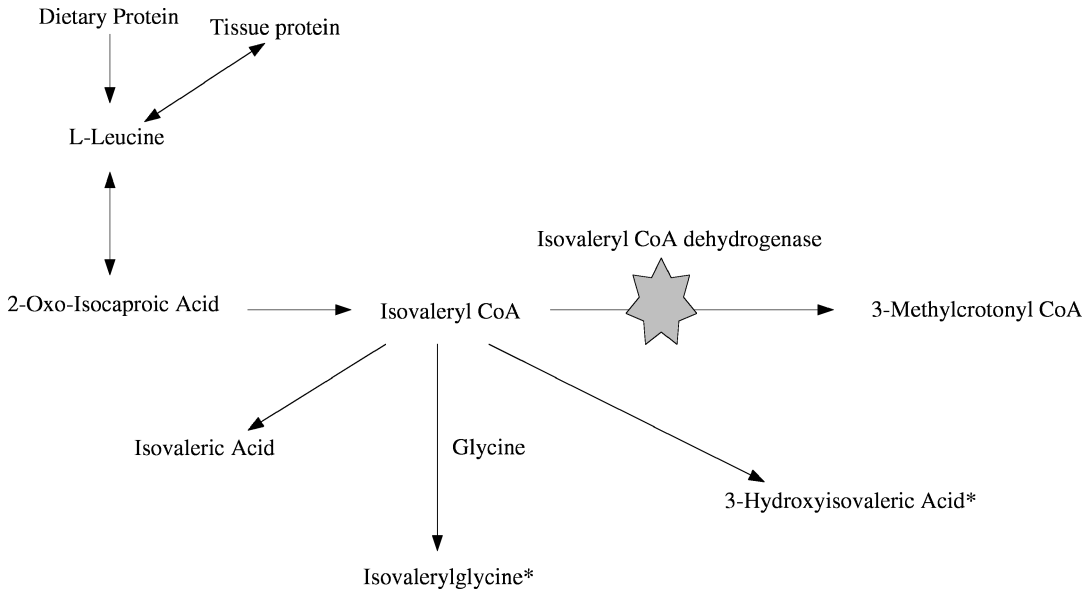 Dietary Protein
Tissue protein
L-Leucine
Isovaleryl CoA dehydrogenase
2-Oxo-Isocaproic Acid
Isovaleryl CoA
3-Methylcrotonyl CoA
Isovaleric Acid
Glycine
3-Hydroxyisovaleric Acid*
Isovalerylglycine*